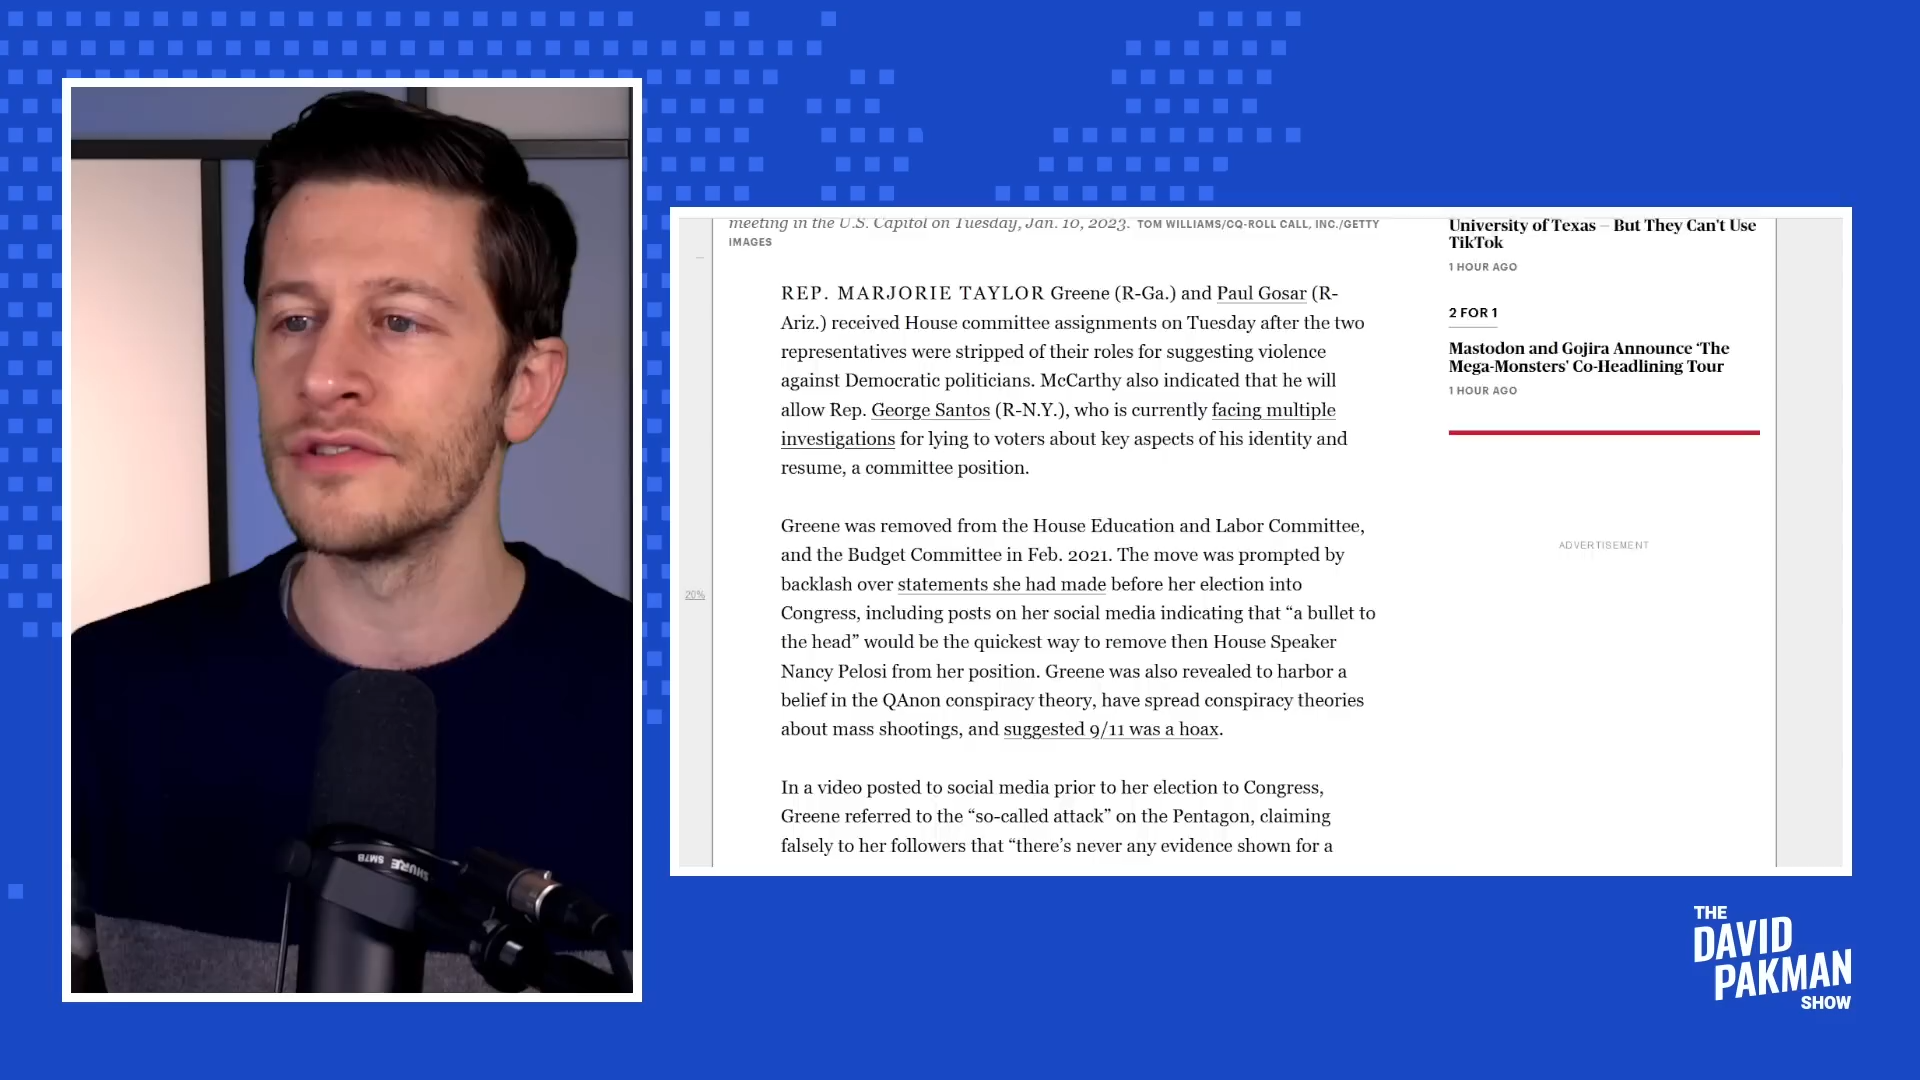 meeting in the U.S. Capitol on Tuesday, Jan. 10, 2023. TOM WILLIAMS/CQ-ROLL CALL, INC./GETTY
IMAGES
REP. MARJORIE TAYLOR Greene (R-Ga.) and Paul Gosar (R-
Ariz.) received House committee assignments on Tuesday after the two
representatives were stripped of their roles for suggesting violence
against Democratic politicians. McCarthy also indicated that he will
allow Rep. George Santos (R-N.Y.), who is currently facing multiple
investigations for lying to voters about key aspects of his identity and
resume, a committee position.
Greene was removed from the House Education and Labor Committee,
and the Budget Committee in Feb. 2021. The move was prompted by
backlash over statements she had made before her election into
Congress, including posts on her social media indicating that “a bullet to
the head” would be the quickest way to remove then House Speaker
Nancy Pelosi from her position. Greene was also revealed to harbor a
belief in the QAnon conspiracy theory, have spread conspiracy theories
about mass shootings, and suggested 9/11 was a hoax.
In a video posted to social media prior to her election to Congress,
Greene referred to the “so-called attack” on the Pentagon, claiming
falsely to her followers that “there’s never any evidence shown for a
20%
University of Texas – But They Can't Use
TikTok
1 HOUR AGO
2 FOR 1
Mastodon and Gojira Announce ‘The
Mega-Monsters’ Co-Headlining Tour
1 HOUR AGO
ADVERTISEMENT
SHURE
SM7B
THE
DAVID
PAKMAN
SHOW